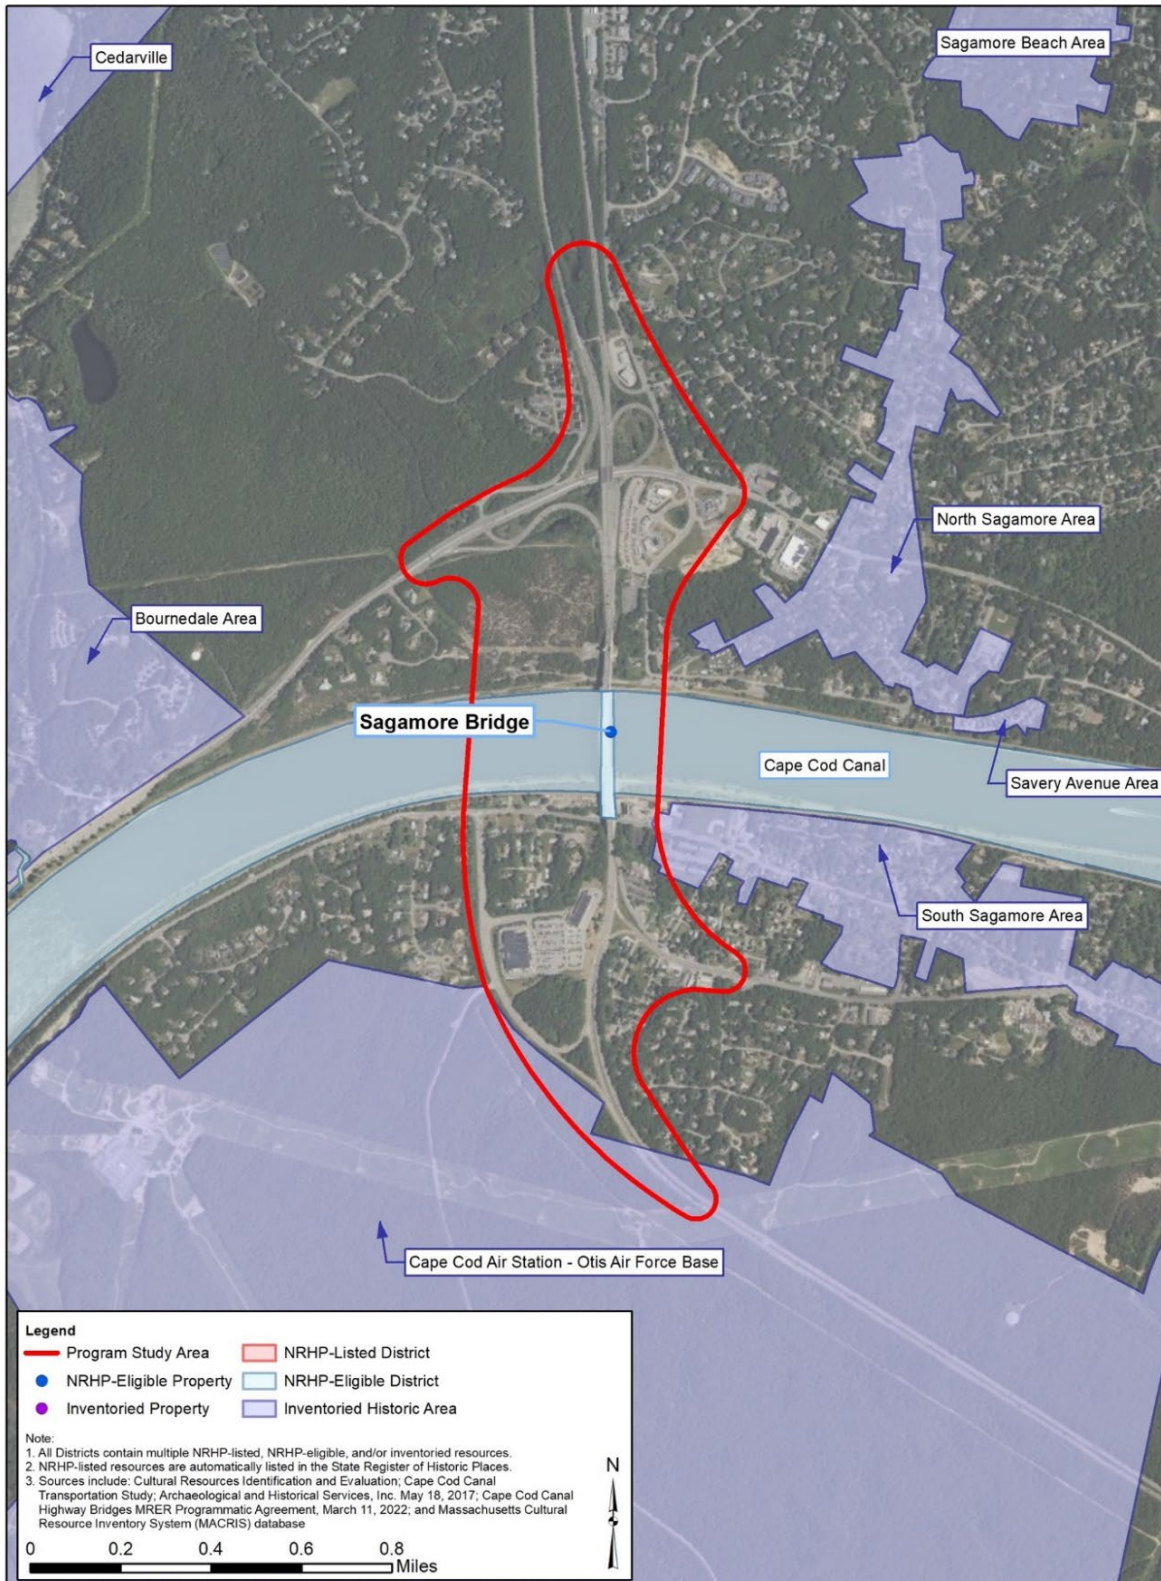 Cedarville
Sagamore Beach Area
North Sagamore Area
Bournedale Area
Sagamore Bridge
Cape Cod Canal
Savery Avenue Area
South Sagamore Area
Cape Cod Air Station - Otis Air Force Base
Legend
Program Study Area
NRHP-Listed District
NRHP-Eligible Property
NRHP-Eligible District
Inventoried Property
Inventoried Historic Area
Note:
1. All Districts contain multiple NRHP-listed, NRHP-eligible, and/or inventoried resources.
2. NRHP-listed resources are automatically listed in the State Register of Historic Places.
3. Sources include: Cultural Resources Identification and Evaluation; Cape Cod Canal
Transportation Study; Archaeological and Historical Services, Inc. May 18, 2017; Cape Cod Canal
Highway Bridges MRER Programmatic Agreement, March 11, 2022; and Massachusetts Cultural
Resource Inventory System (MACRIS) database
N
0 0.2 0.4 0.6 0.8
Miles